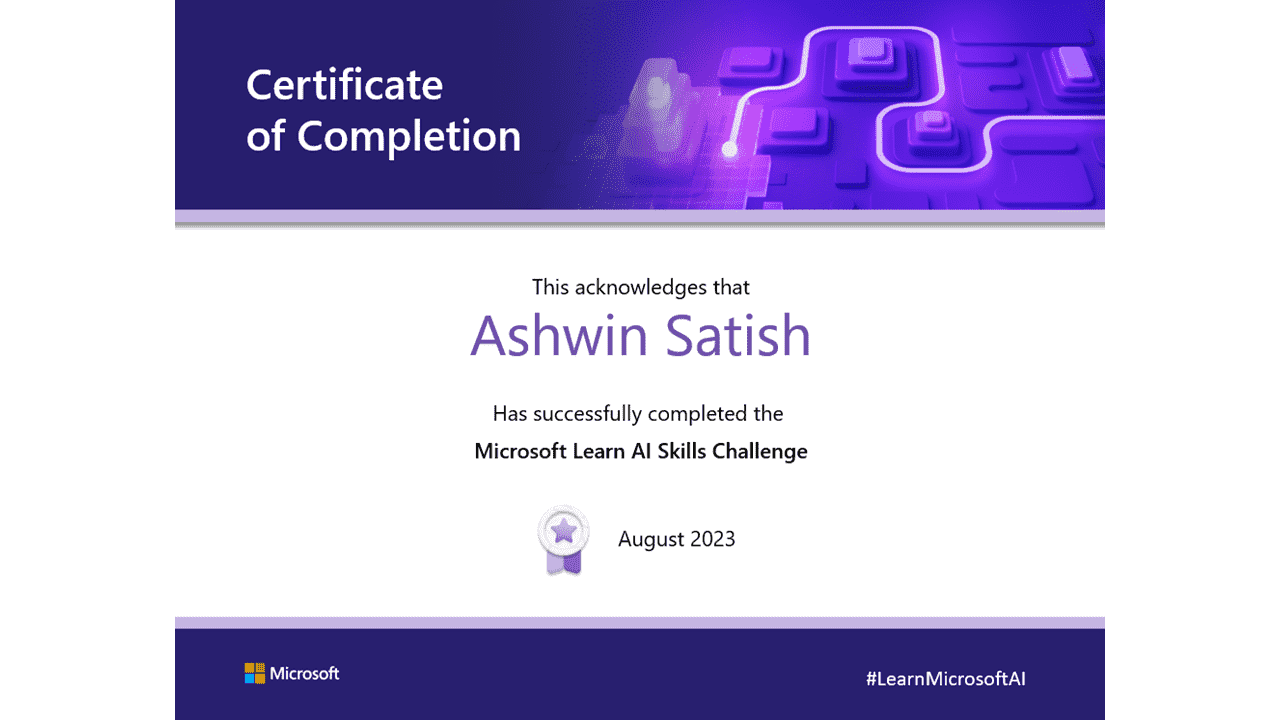 Certificate
of Completion
This acknowledges that
Ashwin Satish
Has successfully completed the
Microsoft Learn AI Skills Challenge
August 2023
Microsoft
#LearnMicrosoftAI